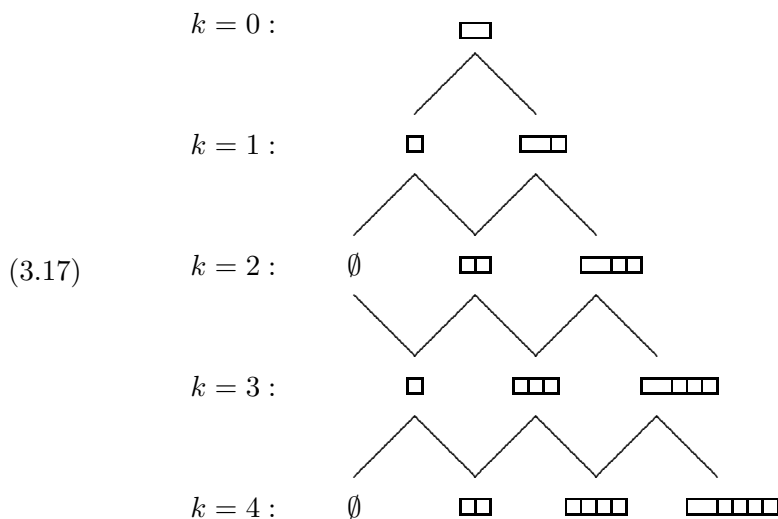 k = 0 :
k = 1 :
(3.17) k = 2 : ∅
k = 3 :
k = 4 : ∅